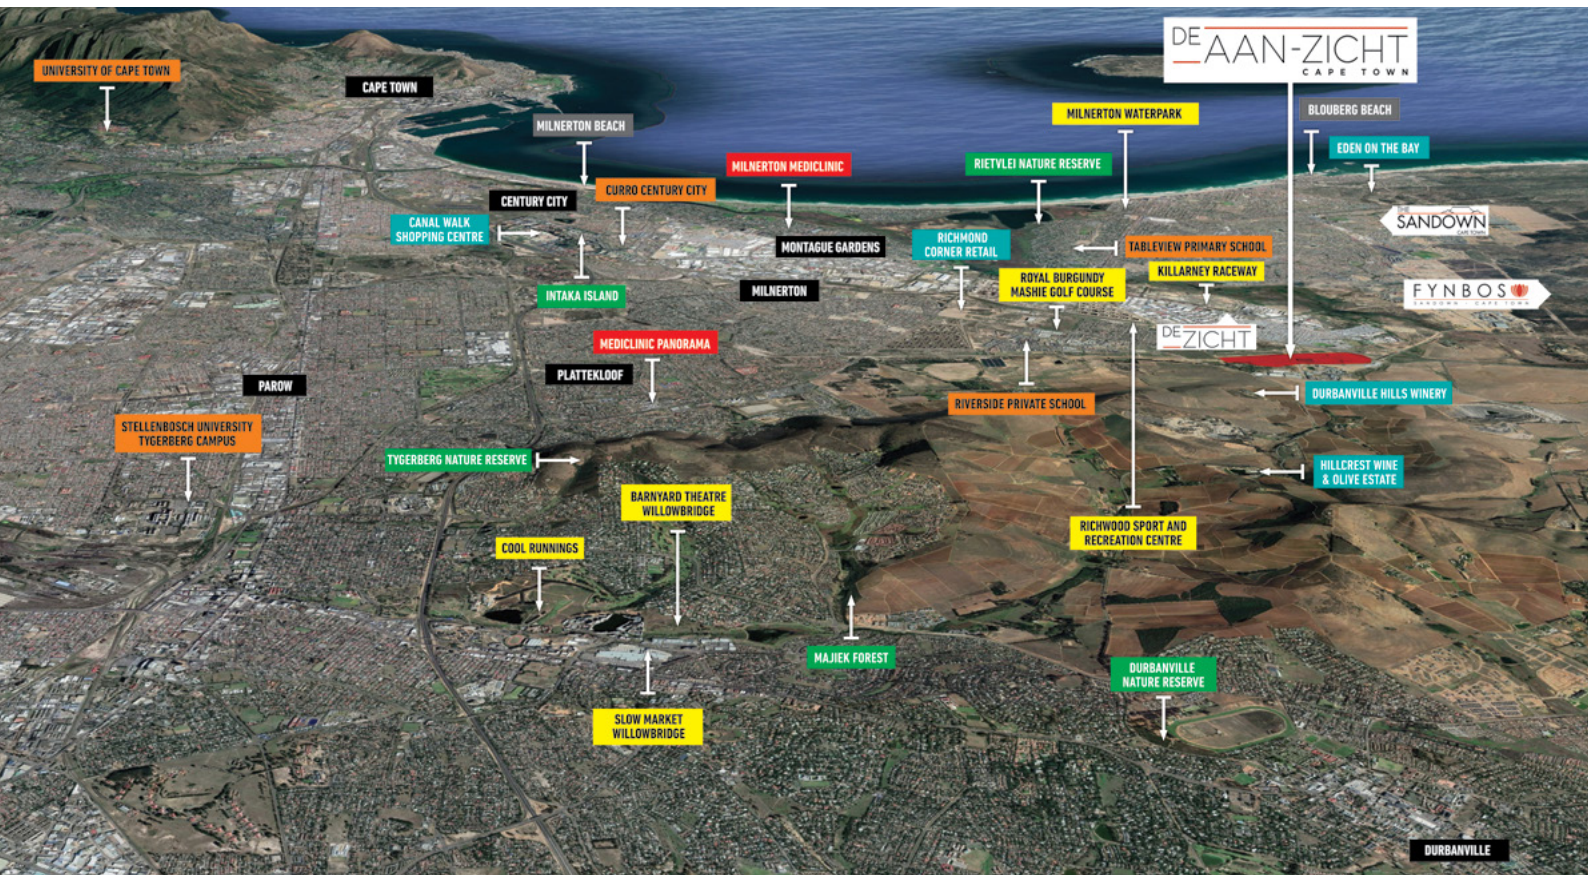 UNIVERSITY OF CAPE TOWN
CAPE TOWN
DE AAN-ZICHT
CAPE TOWN
MILNERTON BEACH
MILNERTON WATERPARK
BLOUBERG BEACH
EDEN ON THE BAY
MILNERTON MEDICLINIC
RIETVLEI NATURE RESERVE
CENTURY CITY
CURRO CENTURY CITY
CANAL WALK
SHOPPING CENTRE
MONTAGUE GARDENS
RICHMOND
CORNER RETAIL
TABLEVIEW PRIMARY SCHOOL
SANDOWN
CAPE TOWN
INTAKA ISLAND
MILNERTON
ROYAL BURGUNDY
MASHIE GOLF COURSE
KILLARNEY RACEWAY
FYNBOS
SANDOWN - CAPE TOWN
DE ZICHT
MEDICLINIC PANORAMA
PLATTEKLOOF
PAROW
RIVERSIDE PRIVATE SCHOOL
DURBANVILLE HILLS WINERY
STELLENBOSCH UNIVERSITY
TYGERBERG CAMPUS
TYGERBERG NATURE RESERVE
HILLCREST WINE
& OLIVE ESTATE
BARNYARD THEATRE
WILLOWBRIDGE
RICHWOOD SPORT AND
RECREATION CENTRE
COOL RUNNINGS
MAJIEK FOREST
DURBANVILLE
NATURE RESERVE
SLOW MARKET
WILLOWBRIDGE
DURBANVILLE